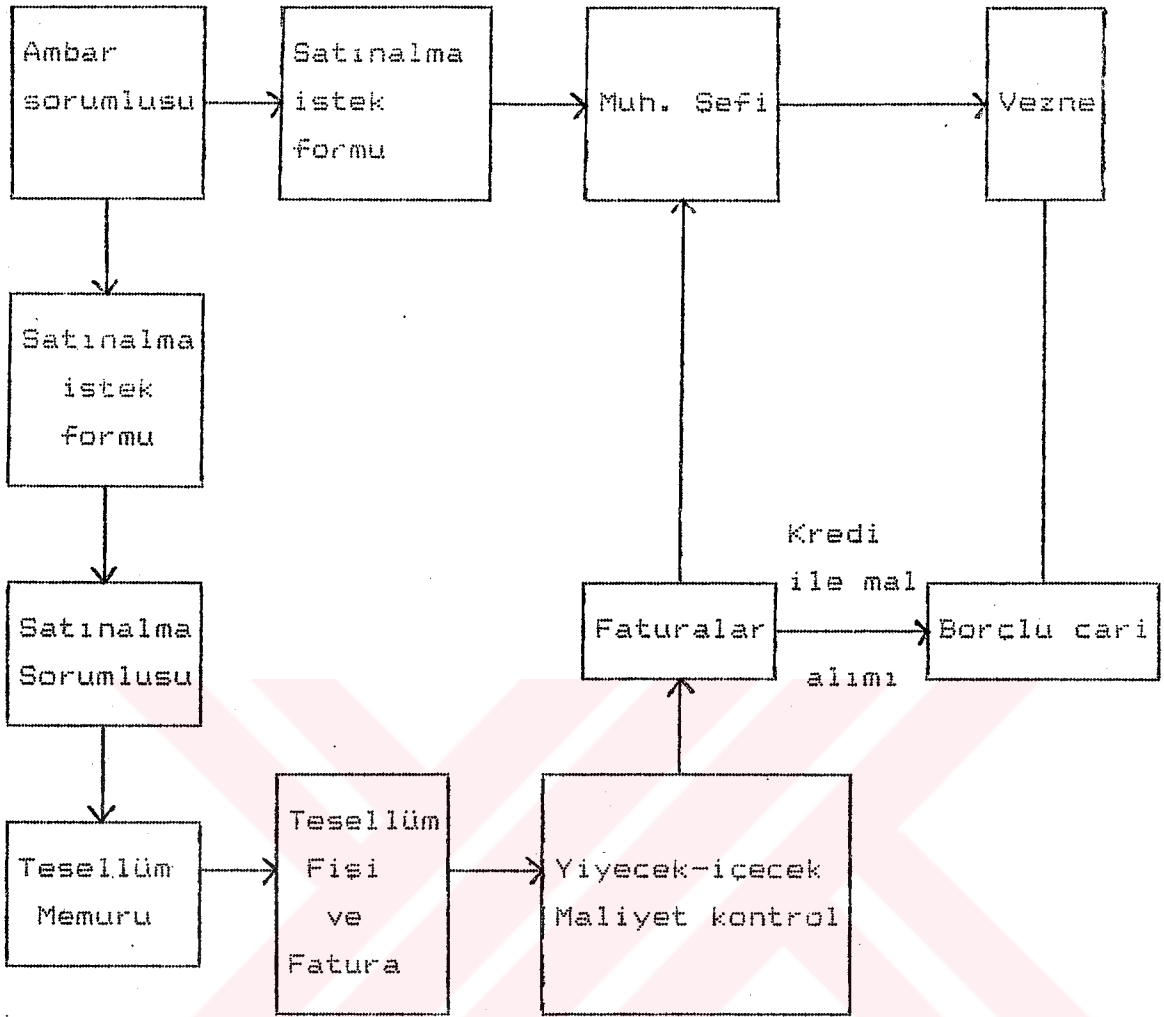 Ambar
sorumlusu
Satınalma
istek
formu
Muh. Şefi
Vezne
Satınalma
istek
formu
Satınalma
Sorumlusu
Faturalar
Kredi
ile mal
alımı
Borçlu cari
Tesellüm
Memuru
Tesellüm
Fişi
ve
Fatura
Yiyecek-içecek
Maliyet kontrol